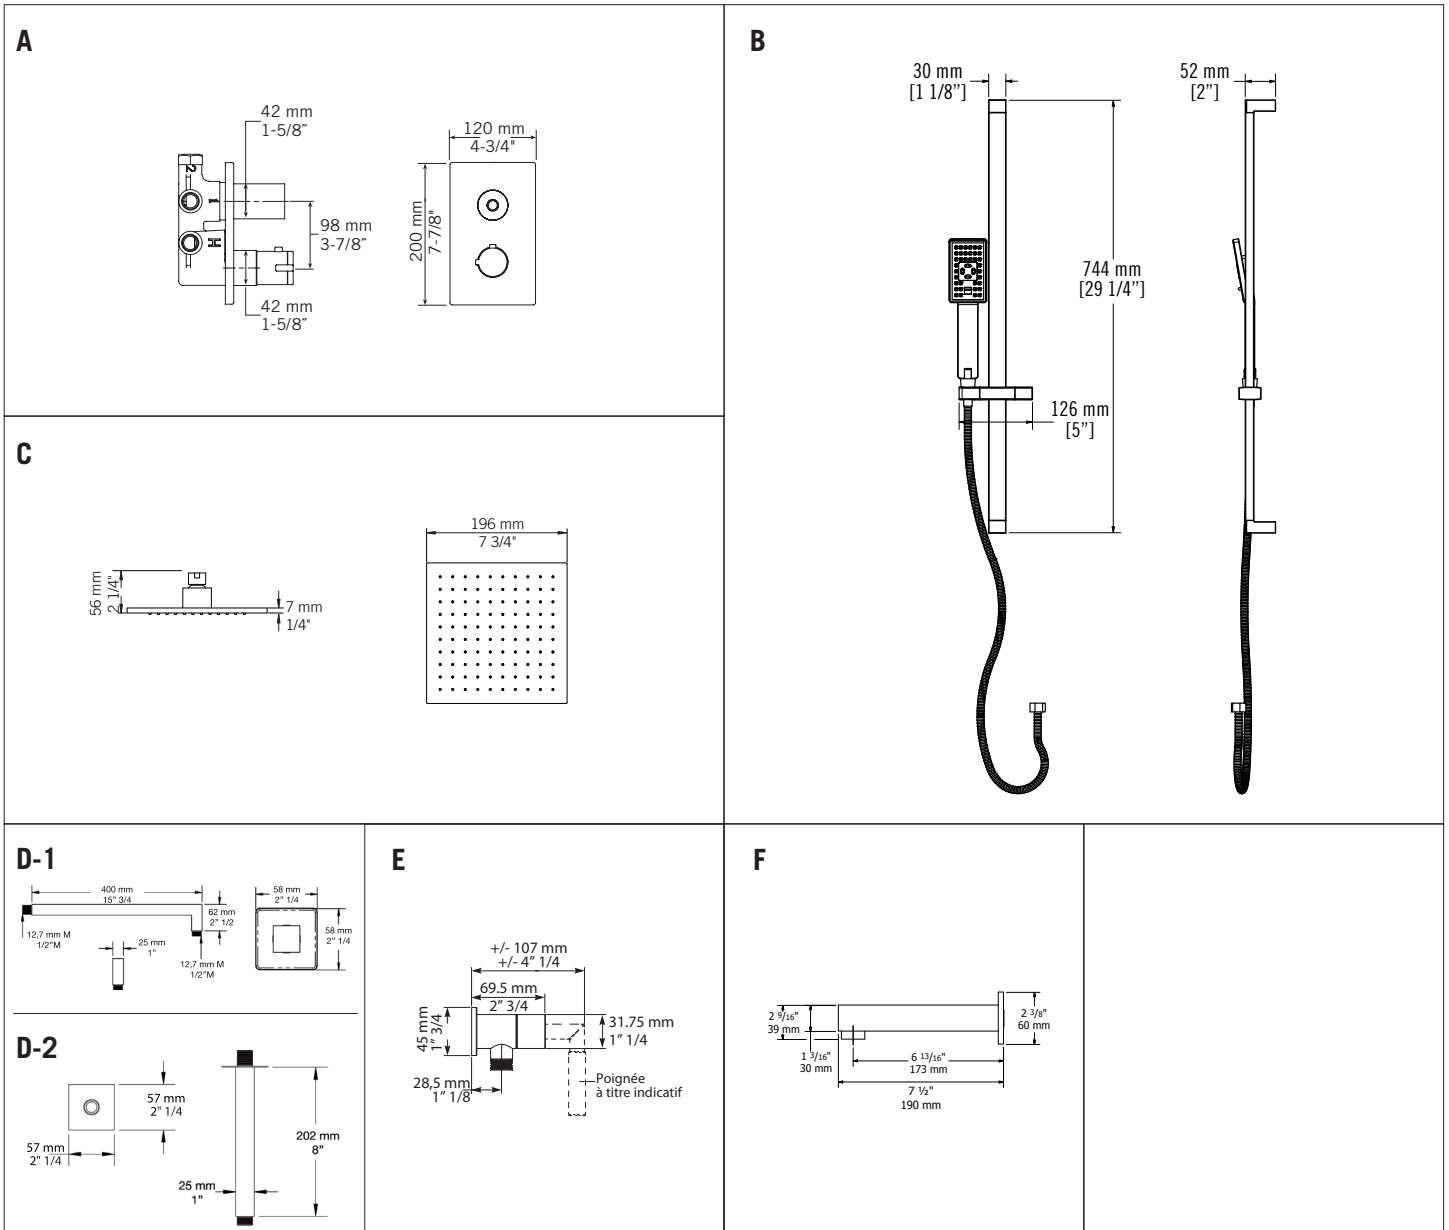 A
42 mm
1-5/8″
98 mm
3-7/8″
42 mm
1-5/8″
2
1
H
120 mm
4-3/4"
200 mm
7-7/8"
B
30 mm
[1 1/8”]
52 mm
[2”]
744 mm
[29 1/4”]
126 mm
[5”]
C
56 mm
2 1/4"
7 mm
1/4"
196 mm
7 3/4"
D-1
400 mm
15" 3/4
62 mm
2" 1/2
12,7 mm M
1/2"M
25 mm
1"
12,7 mm M
1/2"M
58 mm
2" 1/4
58 mm
2" 1/4
D-2
57 mm
2" 1/4
57 mm
2" 1/4
202 mm
8"
25 mm
1"
E
+/- 107 mm
+/- 4” 1/4
69.5 mm
2” 3/4
45 mm
1” 3/4
31.75 mm
1” 1/4
28,5 mm
1” 1/8
Poignée
à titre indicatif
F
2 9/16"
39 mm
1 3/16"
30 mm
6 13/16"
173 mm
7 ½"
190 mm
2 3/8"
60 mm